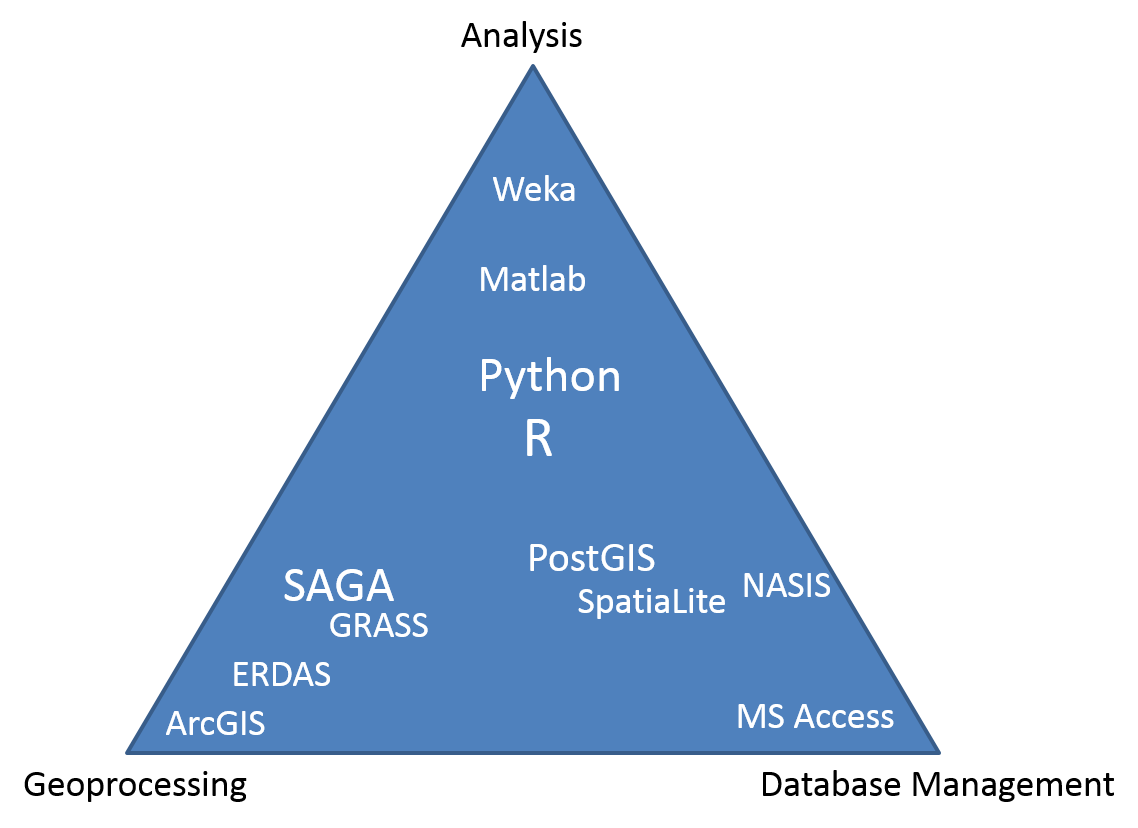 Analysis
Weka
Matlab
Python
R
PostGIS
SAGA
NASIS
SpatiaLite
GRASS
ERDAS
MS Access
ArcGIS
Geoprocessing
Database Management